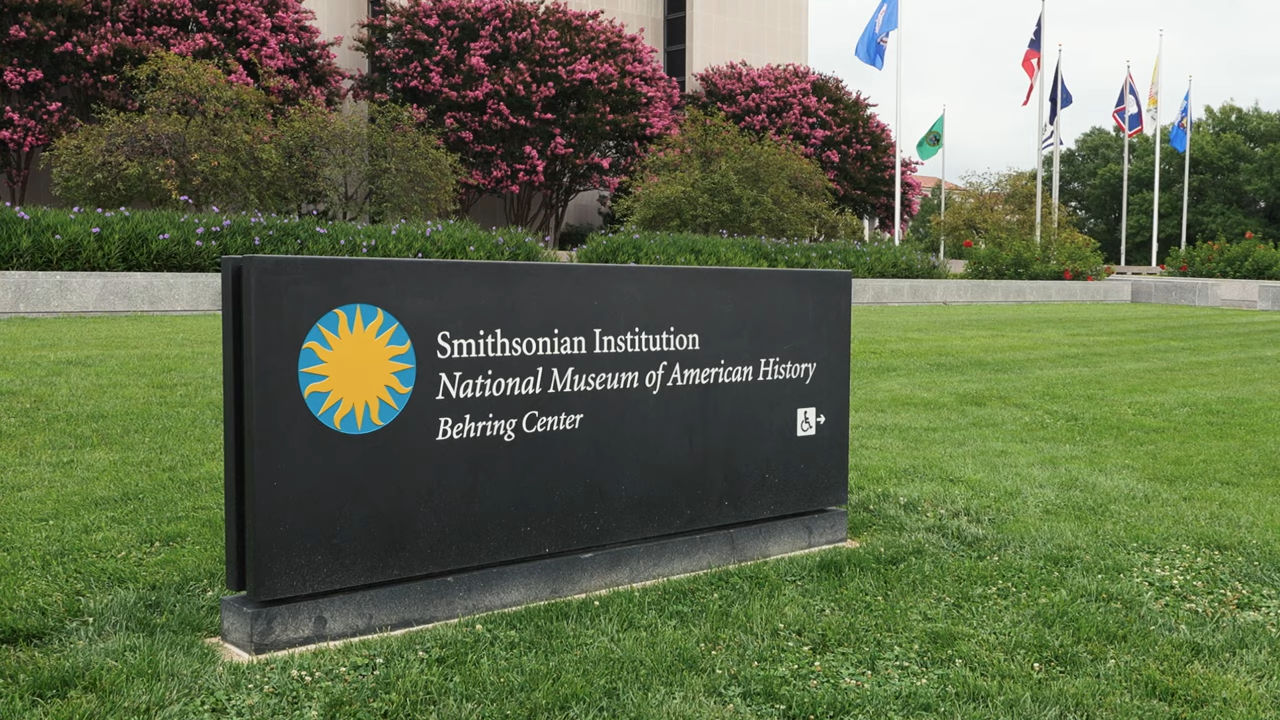 Smithsonian Institution
National Museum of American History
Behring Center